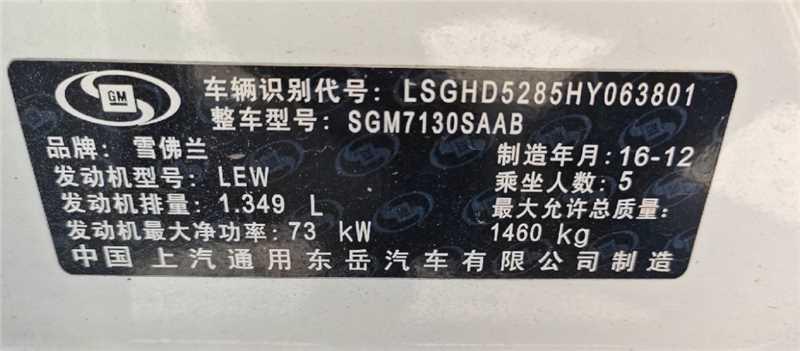 GM
车辆识别代号: LSGHD5285HY063801
整车型号: SGM7130SAAB
品牌: 雪佛兰
制造年月: 16-12
发动机型号: LEW
乘坐人数: 5
发动机排量: 1.349 L
最大允许总质量:
发动机最大净功率: 73 kW
1460 kg
中国 上汽通用东岳汽车有限公司制造